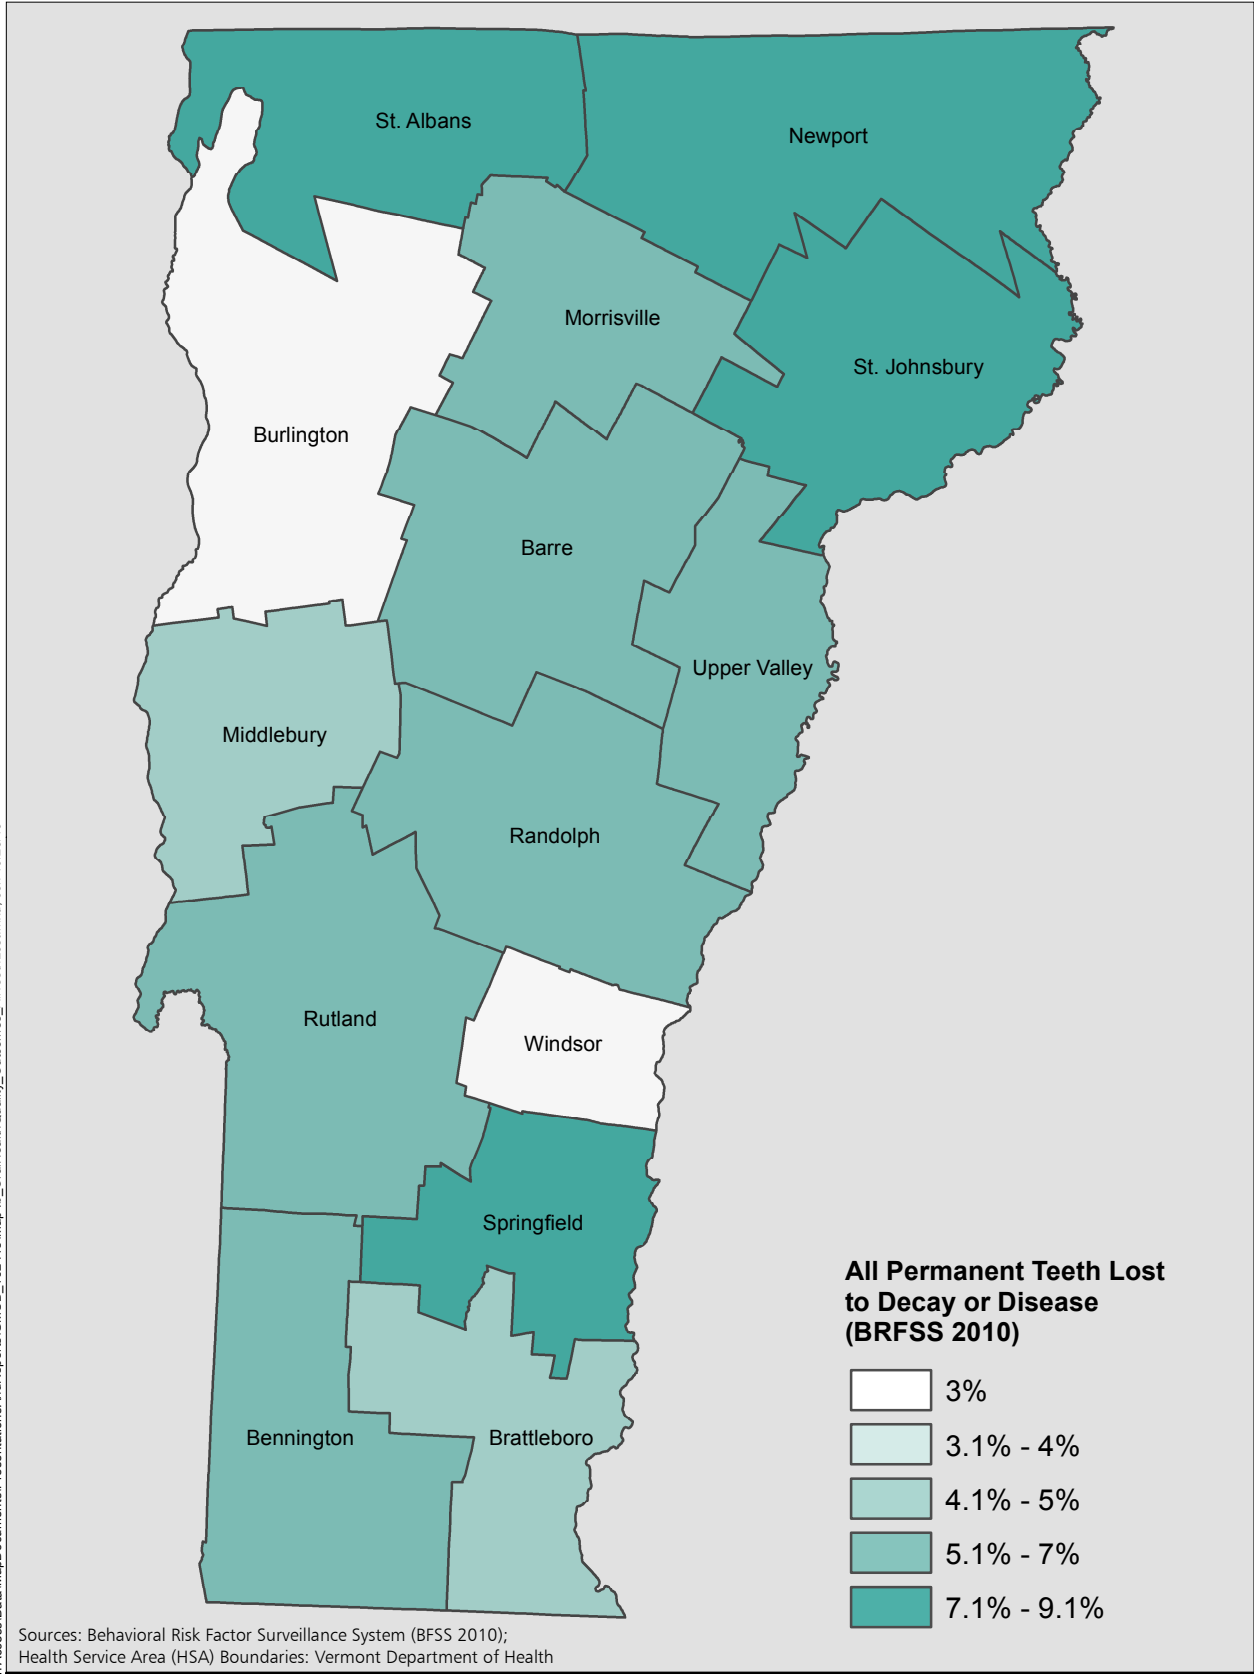 St. Albans
Newport
Morrisville
St. Johnsbury
Burlington
Barre
Upper Valley
Middlebury
Randolph
Rutland
Windsor
Springfield
Bennington
Brattleboro
All Permanent Teeth Lost
to Decay or Disease
(BRFSS 2010)
3%
3.1% - 4%
4.1% - 5%
5.1% - 7%
7.1% - 9.1%
Sources: Behavioral Risk Factor Surveillance System (BFSS 2010);
Health Service Area (HSA) Boundaries: Vermont Department of Health